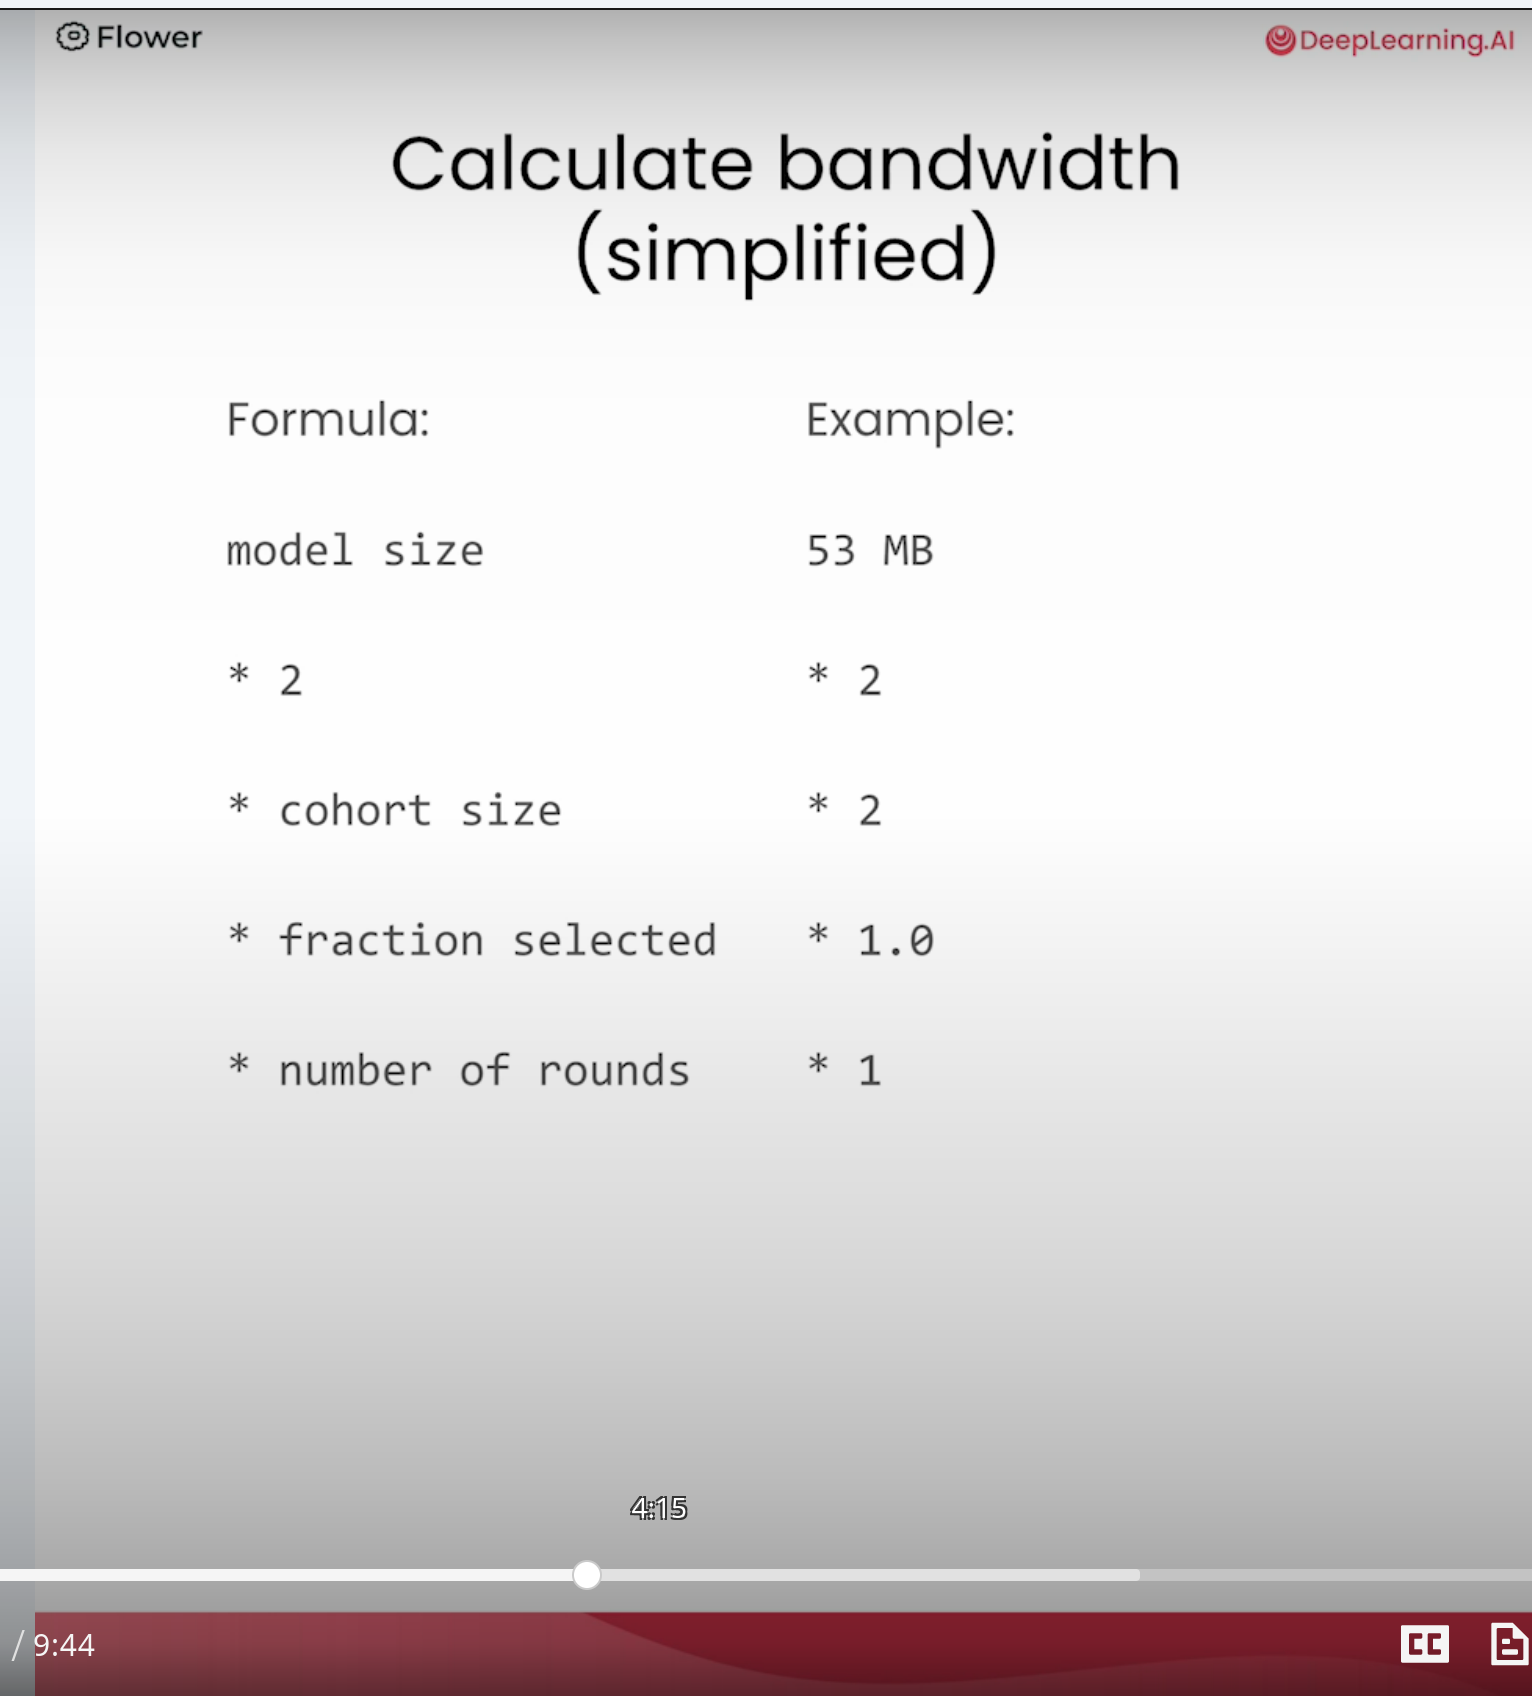 Flower
DeepLearning.AI
Calculate bandwidth
(simplified)
Formula:
Example:
model size
53 MB
* 2
* 2
* cohort size
* 2
* fraction selected
* 1.0
* number of rounds
* 1
4:15
/ 9:44
CC